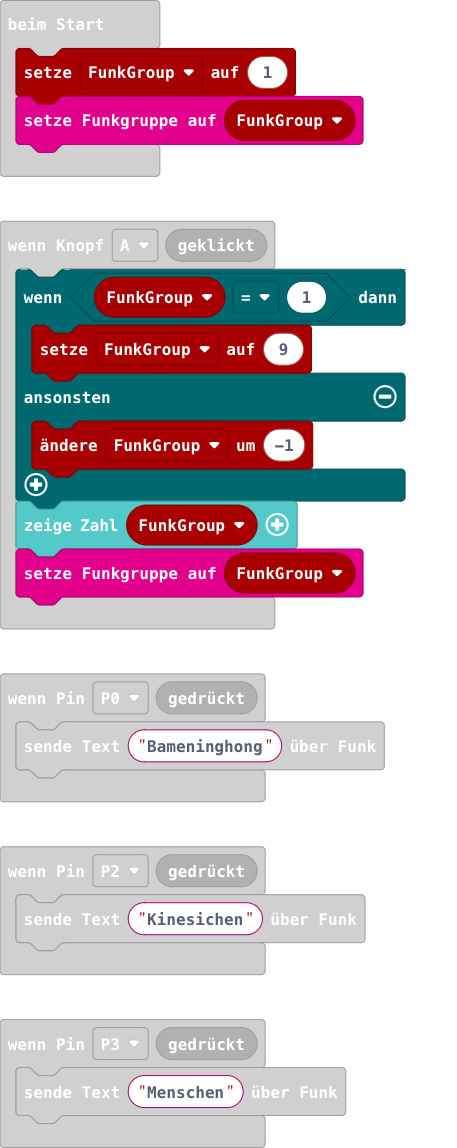 beim Start
setze FunkGroup auf 1
setze Funkgruppe auf FunkGroup
wenn Knopf A geklickt
wenn FunkGroup = 1 dann
setze FunkGroup auf 9
ansonsten
ändere FunkGroup um -1
zeige Zahl FunkGroup
setze Funkgruppe auf FunkGroup
wenn Pin P0 gedrückt
sende Text "Bameninghong" über Funk
wenn Pin P2 gedrückt
sende Text "Kinesichen" über Funk
wenn Pin P3 gedrückt
sende Text "Menschen" über Funk